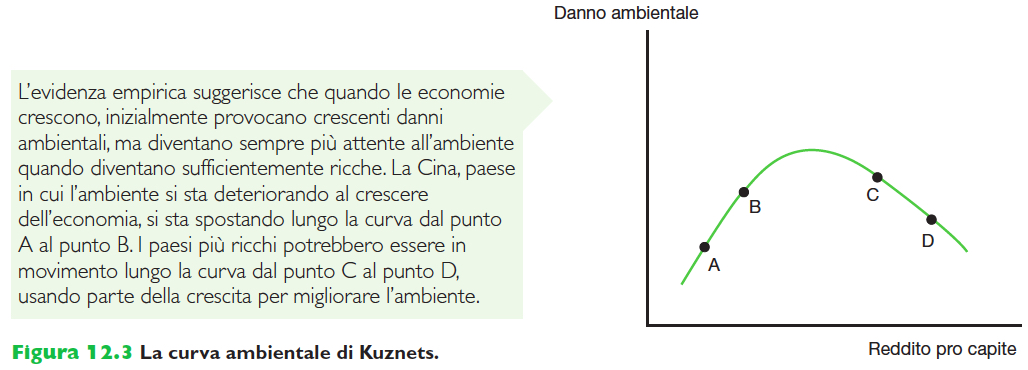 Danno ambientale
L'evidenza empirica suggerisce che quando le economie
crescono, inizialmente provocano crescenti danni
ambientali, ma diventano sempre più attente all'ambiente
quando diventano sufficientemente ricche. La Cina, paese
in cui l'ambiente si sta deteriorando al crescere
dell'economia, si sta spostando lungo la curva dal punto
A al punto B. I paesi più ricchi potrebbero essere in
movimento lungo la curva dal punto C al punto D,
usando parte della crescita per migliorare l'ambiente.
A
B
C
D
Reddito pro capite
Figura 12.3 La curva ambientale di Kuznets.